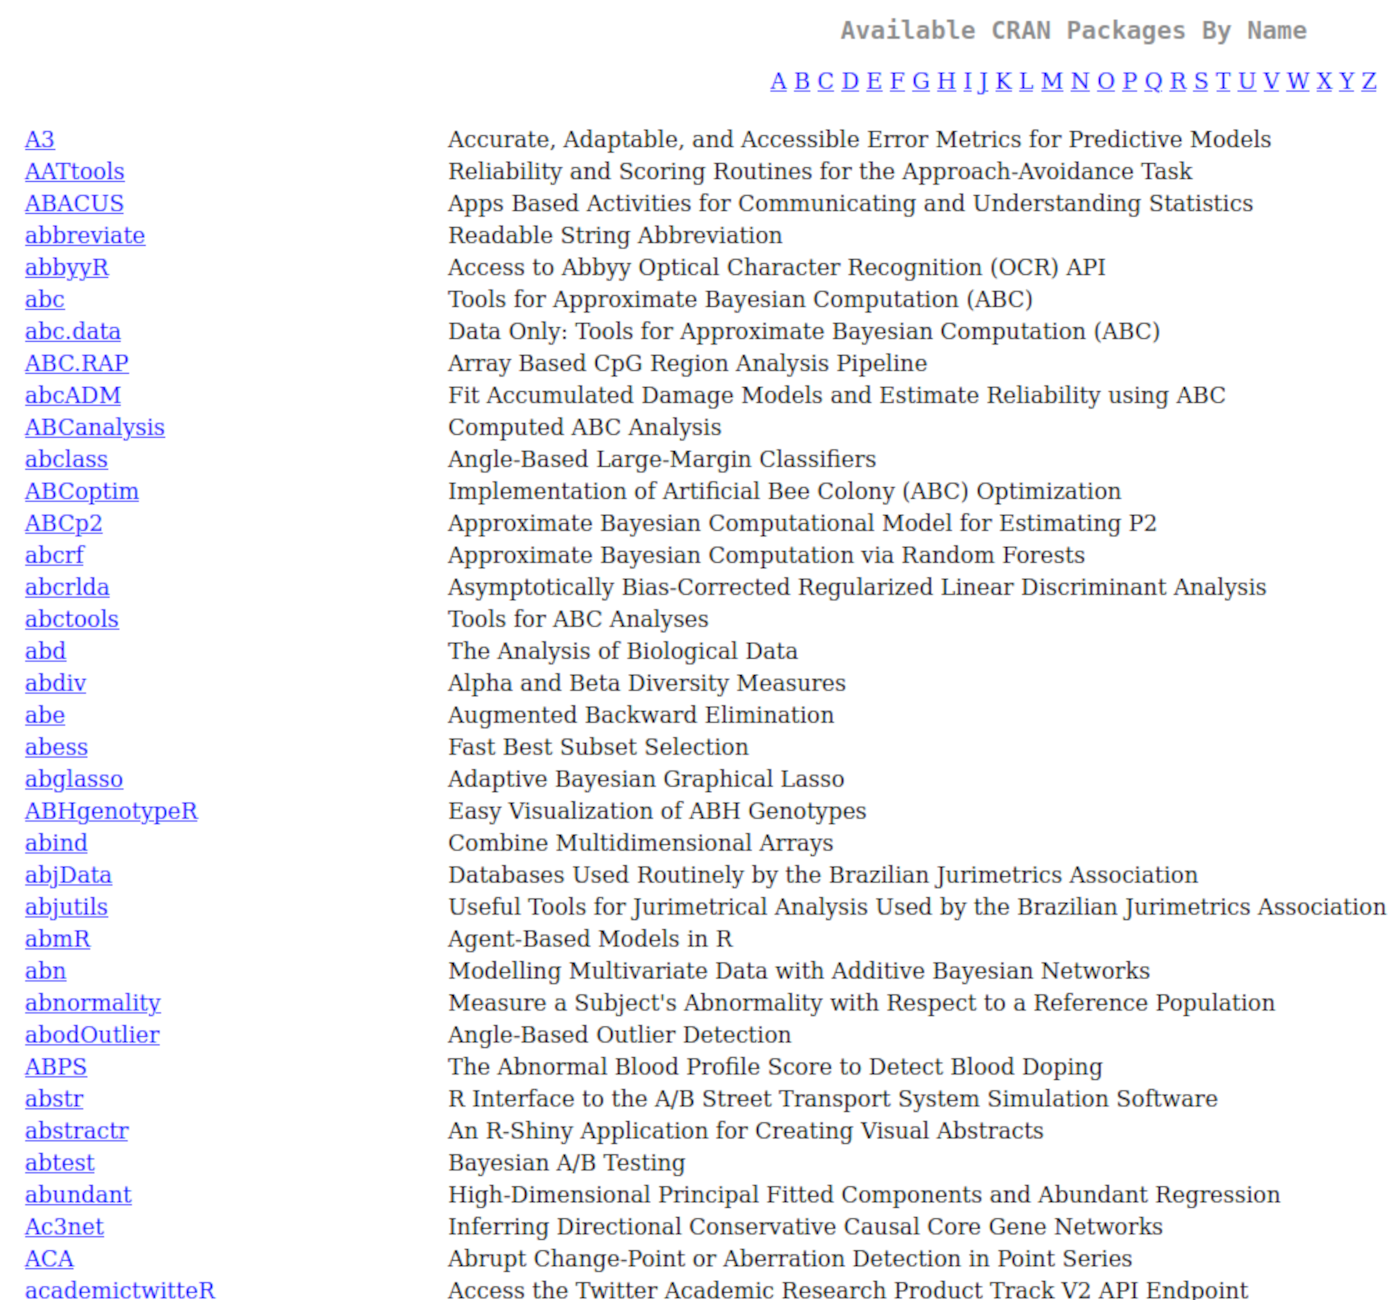 Available CRAN Packages By Name
A B C D E F G H I J K L M N O P Q R S T U V W X Y Z
A3 Accurate, Adaptable, and Accessible Error Metrics for Predictive Models
AATtools Reliability and Scoring Routines for the Approach-Avoidance Task
ABACUS Apps Based Activities for Communicating and Understanding Statistics
abbreviate Readable String Abbreviation
abbyyR Access to Abbyy Optical Character Recognition (OCR) API
abc Tools for Approximate Bayesian Computation (ABC)
abc.data Data Only: Tools for Approximate Bayesian Computation (ABC)
ABC.RAP Array Based CpG Region Analysis Pipeline
abcADM Fit Accumulated Damage Models and Estimate Reliability using ABC
ABCanalysis Computed ABC Analysis
abclass Angle-Based Large-Margin Classifiers
ABCoptim Implementation of Artificial Bee Colony (ABC) Optimization
ABCp2 Approximate Bayesian Computational Model for Estimating P2
abcrf Approximate Bayesian Computation via Random Forests
abcrlda Asymptotically Bias-Corrected Regularized Linear Discriminant Analysis
abctools Tools for ABC Analyses
abd The Analysis of Biological Data
abdiv Alpha and Beta Diversity Measures
abe Augmented Backward Elimination
abess Fast Best Subset Selection
abglasso Adaptive Bayesian Graphical Lasso
ABHgenotypeR Easy Visualization of ABH Genotypes
abind Combine Multidimensional Arrays
abjData Databases Used Routinely by the Brazilian Jurimetrics Association
abjutils Useful Tools for Jurimetrical Analysis Used by the Brazilian Jurimetrics Association
abmR Agent-Based Models in R
abn Modelling Multivariate Data with Additive Bayesian Networks
abnormality Measure a Subject's Abnormality with Respect to a Reference Population
abodOutlier Angle-Based Outlier Detection
ABPS The Abnormal Blood Profile Score to Detect Blood Doping
abstr R Interface to the A/B Street Transport System Simulation Software
abstractr An R-Shiny Application for Creating Visual Abstracts
abtest Bayesian A/B Testing
abundant High-Dimensional Principal Fitted Components and Abundant Regression
Ac3net Inferring Directional Conservative Causal Core Gene Networks
ACA Abrupt Change-Point or Aberration Detection in Point Series
academictwitteR Access the Twitter Academic Research Product Track V2 API Endpoint